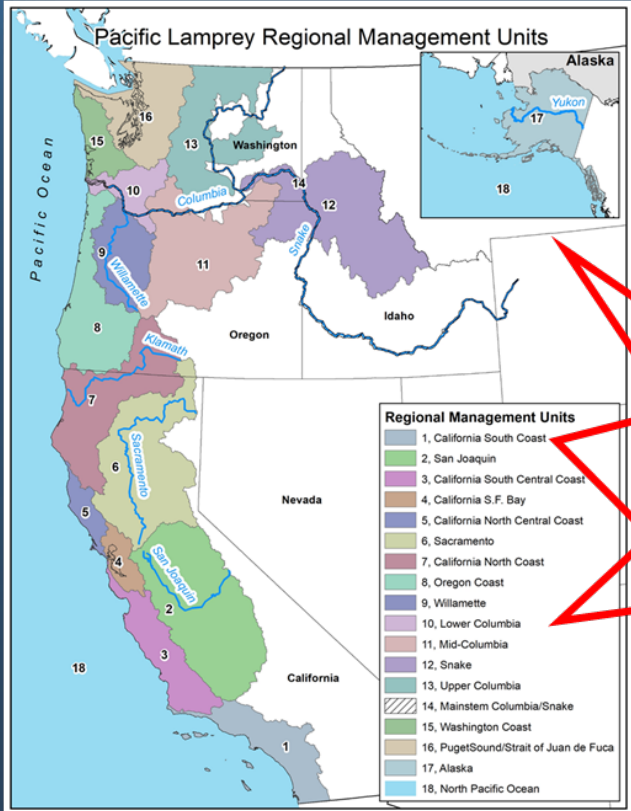 Pacific Lamprey Regional Management Units
Alaska
Yukon
17
18
16
15
13
Washington
14
12
10
Columbia
Pacific Ocean
9
Willamette
11
Snake
8
Oregon
Idaho
Klamath
7
6
Sacramento
Nevada
5
4
San Joaquin
2
3
18
California
1
Regional Management Units
1, California South Coast
2, San Joaquin
3, California South Central Coast
4, California S.F. Bay
5, California North Central Coast
6, Sacramento
7, California North Coast
8, Oregon Coast
9, Willamette
10, Lower Columbia
11, Mid-Columbia
12, Snake
13, Upper Columbia
14, Mainstem Columbia/Snake
15, Washington Coast
16, PugetSound/Strait of Juan de Fuca
17, Alaska
18, North Pacific Ocean